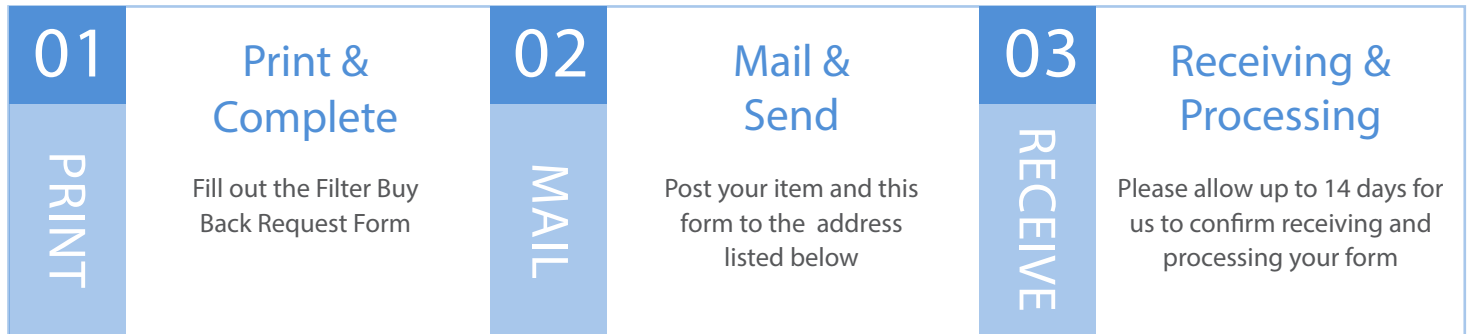 01
PRINT
Print &
Complete
Fill out the Filter Buy
Back Request Form
02
MAIL
Mail &
Send
Post your item and this
form to the  address
listed below
03
RECEIVE
Receiving &
Processing
Please allow up to 14 days for
us to confirm receiving and
processing your form